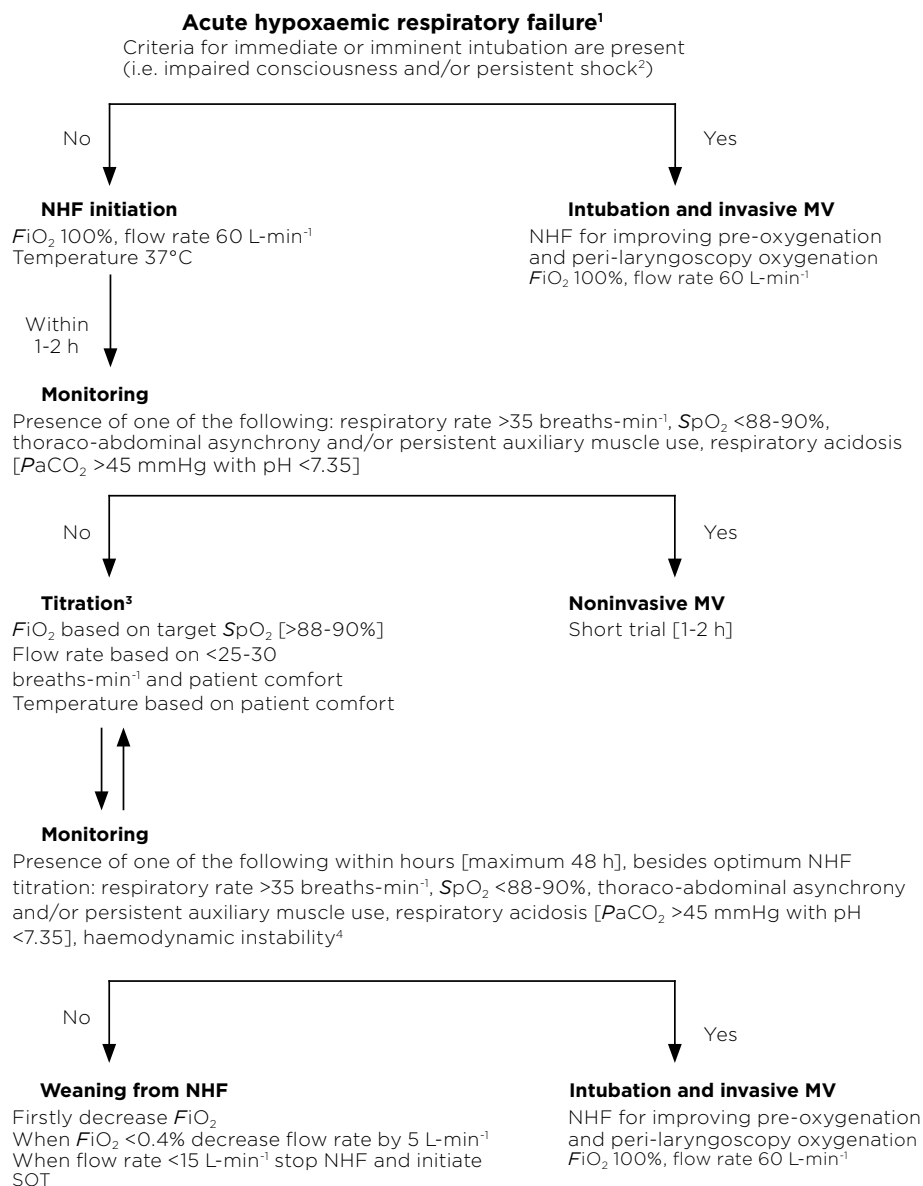 Acute hypoxaemic respiratory failure¹
Criteria for immediate or imminent intubation are present
(i.e. impaired consciousness and/or persistent shock²)
No
Yes
NHF initiation
FiO₂ 100%, flow rate 60 L-min⁻¹
Temperature 37°C
Intubation and invasive MV
NHF for improving pre-oxygenation
and peri-laryngoscopy oxygenation
FiO₂ 100%, flow rate 60 L-min⁻¹
Within
1-2 h
Monitoring
Presence of one of the following: respiratory rate >35 breaths-min⁻¹, SpO₂ <88-90%,
thoraco-abdominal asynchrony and/or persistent auxiliary muscle use, respiratory acidosis
[PaCO₂ >45 mmHg with pH <7.35]
No
Yes
Titration³
FiO₂ based on target SpO₂ [>88-90%]
Flow rate based on <25-30
breaths-min⁻¹ and patient comfort
Temperature based on patient comfort
Noninvasive MV
Short trial [1-2 h]
Monitoring
Presence of one of the following within hours [maximum 48 h], besides optimum NHF
titration: respiratory rate >35 breaths-min⁻¹, SpO₂ <88-90%, thoraco-abdominal asynchrony
and/or persistent auxiliary muscle use, respiratory acidosis [PaCO₂ >45 mmHg with pH
<7.35], haemodynamic instability⁴
No
Yes
Weaning from NHF
Firstly decrease FiO₂
When FiO₂ <0.4% decrease flow rate by 5 L-min⁻¹
When flow rate <15 L-min⁻¹ stop NHF and initiate
SOT
Intubation and invasive MV
NHF for improving pre-oxygenation
and peri-laryngoscopy oxygenation
FiO₂ 100%, flow rate 60 L-min⁻¹